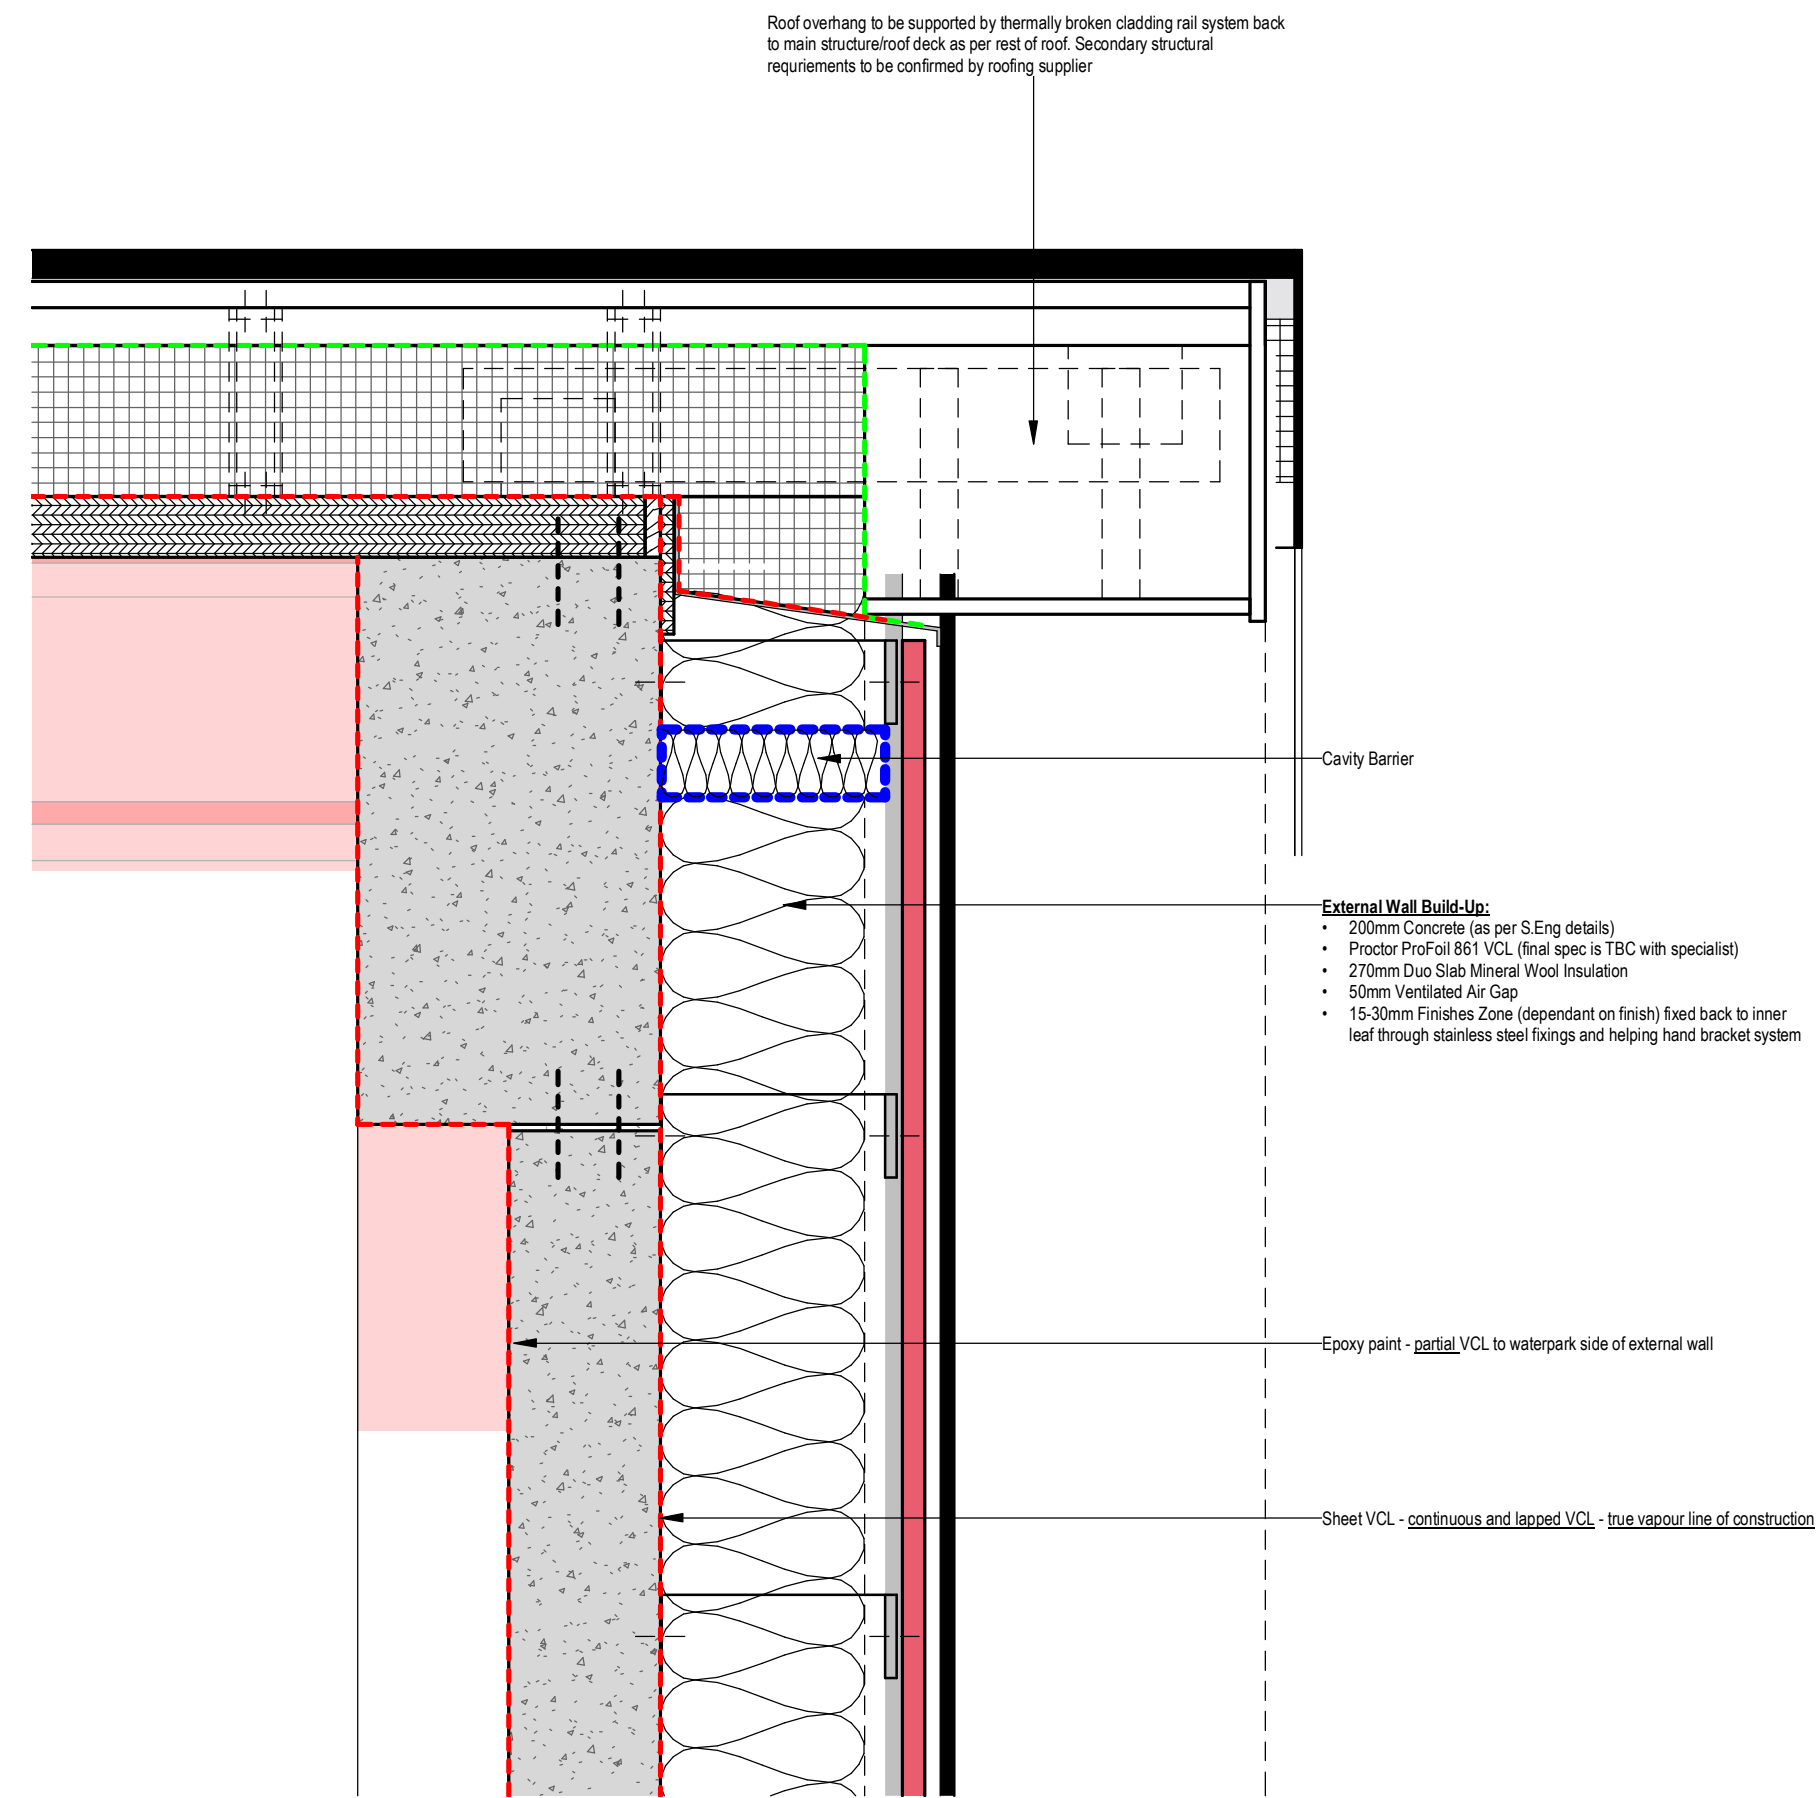 Roof overhang to be supported by thermally broken cladding rail system back
to main structure/roof deck as per rest of roof. Secondary structural
requriements to be confirmed by roofing supplier
Cavity Barrier
External Wall Build-Up:
• 200mm Concrete (as per S.Eng details)
• Proctor ProFoil 861 VCL (final spec is TBC with specialist)
• 270mm Duo Slab Mineral Wool Insulation
• 50mm Ventilated Air Gap
• 15-30mm Finishes Zone (dependant on finish) fixed back to inner
leaf through stainless steel fixings and helping hand bracket system
Epoxy paint - partial VCL to waterpark side of external wall
Sheet VCL - continuous and lapped VCL - true vapour line of construction